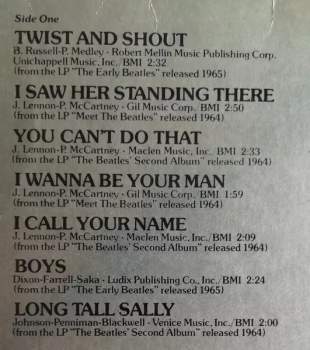 Side One
TWIST AND SHOUT
B. Russell-P. Medley - Robert Mellin Music Publishing Corp.
Unichappell Music, Inc./BMI 2:32
(from the LP "The Early Beatles" released 1965)
I SAW HER STANDING THERE
J. Lennon-P. McCartney - Gil Music Corp./BMI 2:50
(from the LP "Meet The Beatles" released 1964)
YOU CAN'T DO THAT
J. Lennon-P. McCartney - Maclen Music, Inc./BMI 2:33
(from the LP "The Beatles' Second Album" released 1964)
I WANNA BE YOUR MAN
J. Lennon-P. McCartney - Gil Music Corp./BMI 1:59
(from the LP "Meet The Beatles" released 1964)
I CALL YOUR NAME
J. Lennon-P. McCartney - Maclen Music, Inc./BMI 2:09
(from the LP "The Beatles' Second Album" released 1964)
BOYS
Dixon-Farrell-Saka - Ludix Publishing Co., Inc./BMI 2:24
(from the LP "The Early Beatles" released 1965)
LONG TALL SALLY
Johnson-Penniman-Blackwell - Venice Music, Inc./BMI 2:00
(from the LP "The Beatles' Second Album" released 1964)